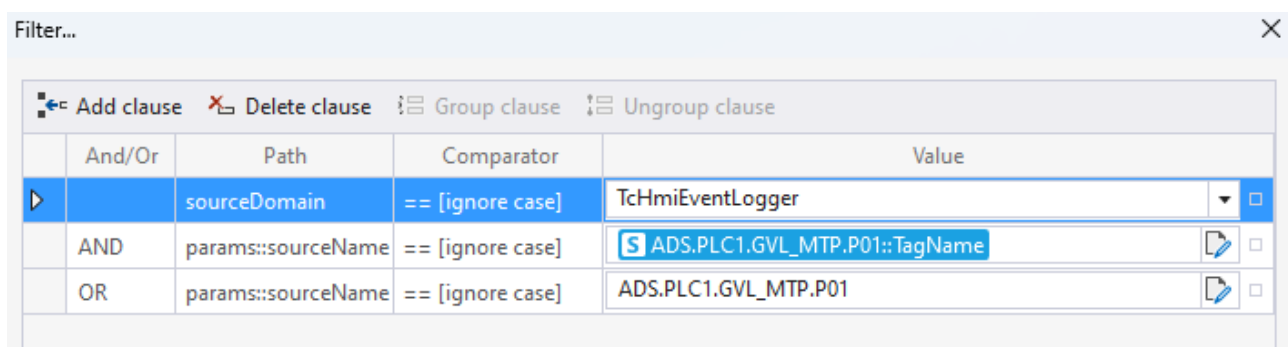 Filter...
Add clause Delete clause Group clause Ungroup clause
And/Or Path Comparator Value
sourceDomain == [ignore case] TcHmiEventLogger
AND params::sourceName == [ignore case] S ADS.PLC1.GVL_MTP.P01::TagName
OR params::sourceName == [ignore case] ADS.PLC1.GVL_MTP.P01